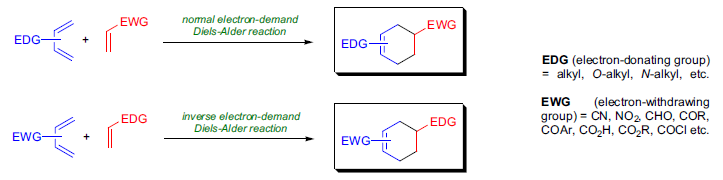 EDG
+
EWG
normal electron-demand
Diels-Alder reaction
EDG
EWG
EWG
+
EDG
inverse electron-demand
Diels-Alder reaction
EWG
EDG
EDG (electron-donating group)
= alkyl, O-alkyl, N-alkyl, etc.
EWG (electron-withdrawing
group) = CN, NO2, CHO, COR,
COAr, CO2H, CO2R, COCl etc.